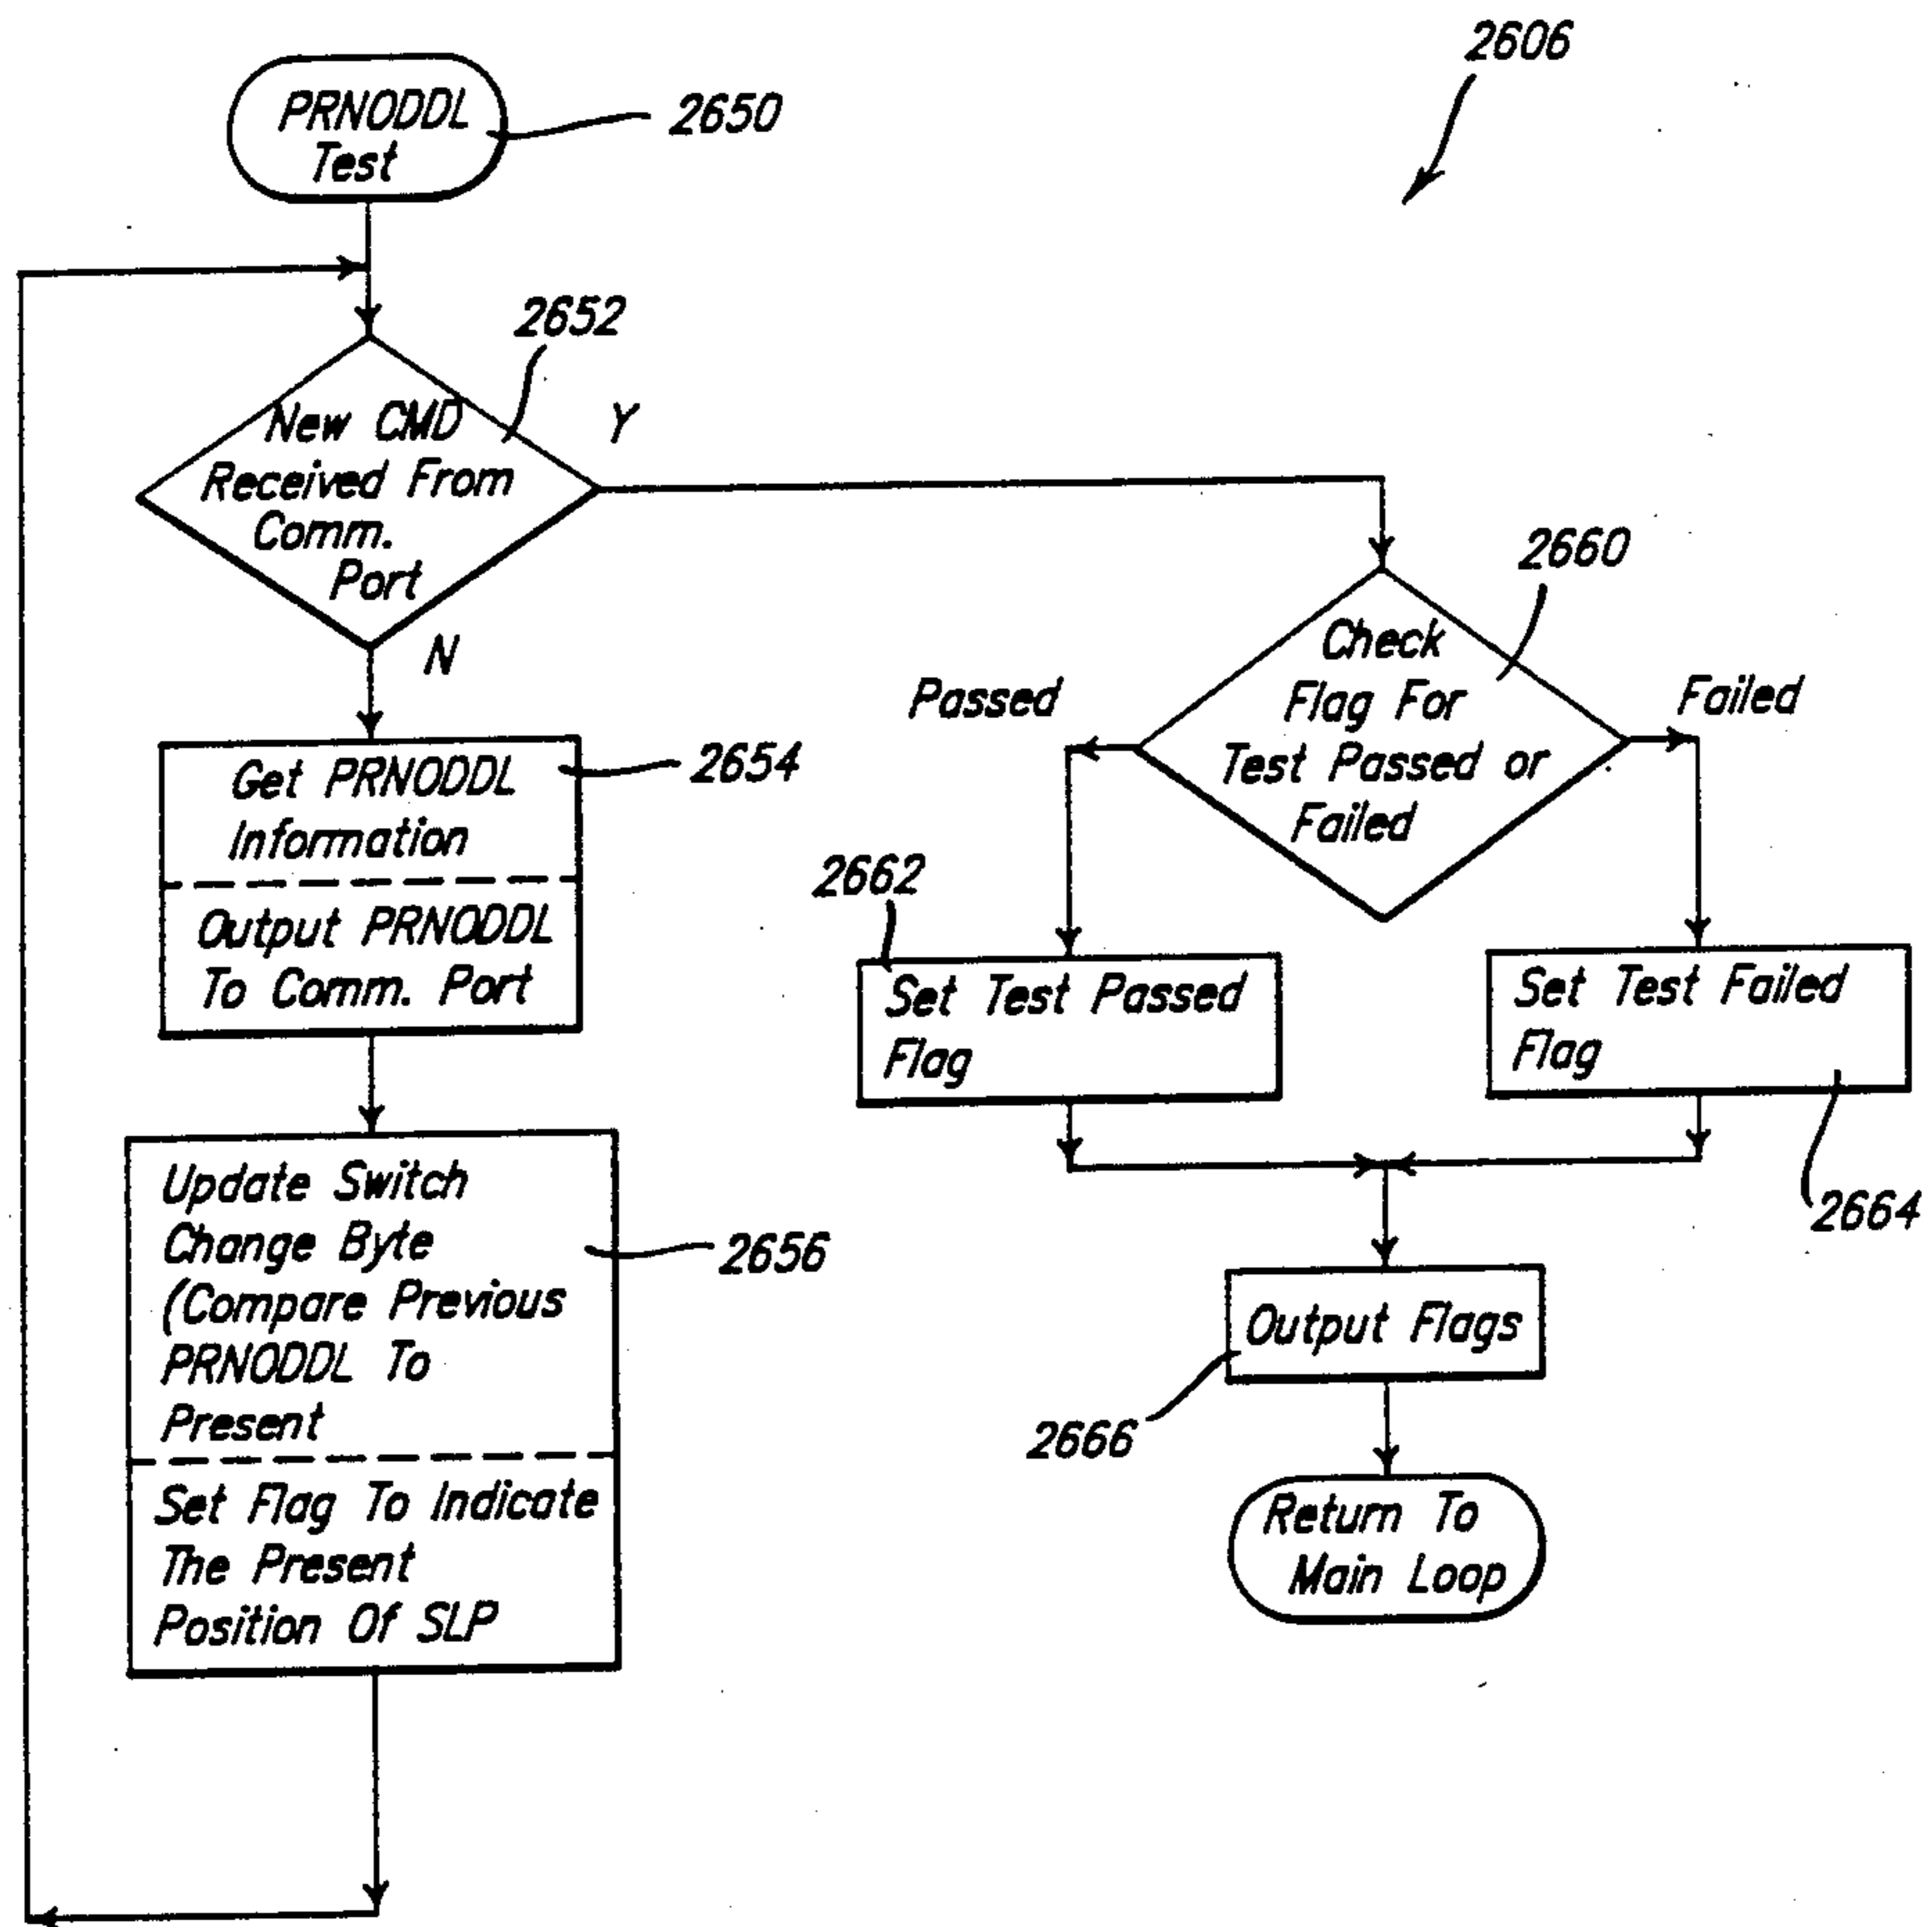 2606
PRNODDL
Test
2650
2652
New CMD
Received From
Comm.
Port
Y
N
Get PRNODDL
Information
2654
Output PRNODDL
To Comm. Port
Update Switch
Change Byte
(Compare Previous
PRNODDL To
Present
2656
Set Flag To Indicate
The Present
Position Of SLP
2660
Check
Flag For
Test Passed or
Failed
Passed
Failed
2662
Set Test Passed
Flag
Set Test Failed
Flag
2664
Output Flags
2666
Return To
Main Loop